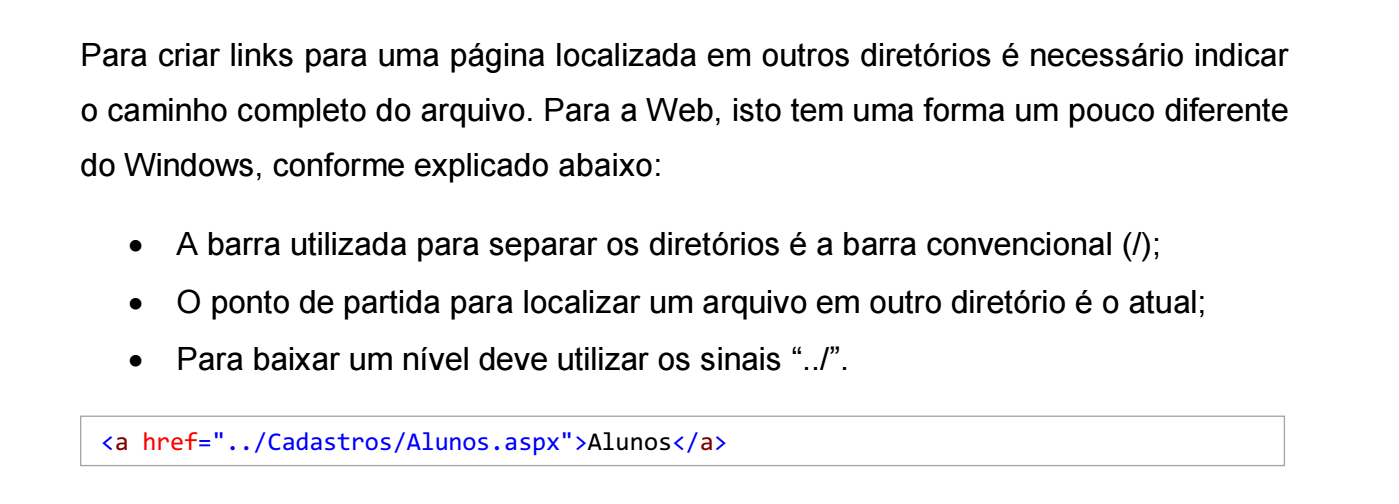 Para criar links para uma página localizada em outros diretórios é necessário indicar
o caminho completo do arquivo. Para a Web, isto tem uma forma um pouco diferente
do Windows, conforme explicado abaixo:
• A barra utilizada para separar os diretórios é a barra convencional (/);
• O ponto de partida para localizar um arquivo em outro diretório é o atual;
• Para baixar um nível deve utilizar os sinais “../”.
<a href="../Cadastros/Alunos.aspx">Alunos</a>